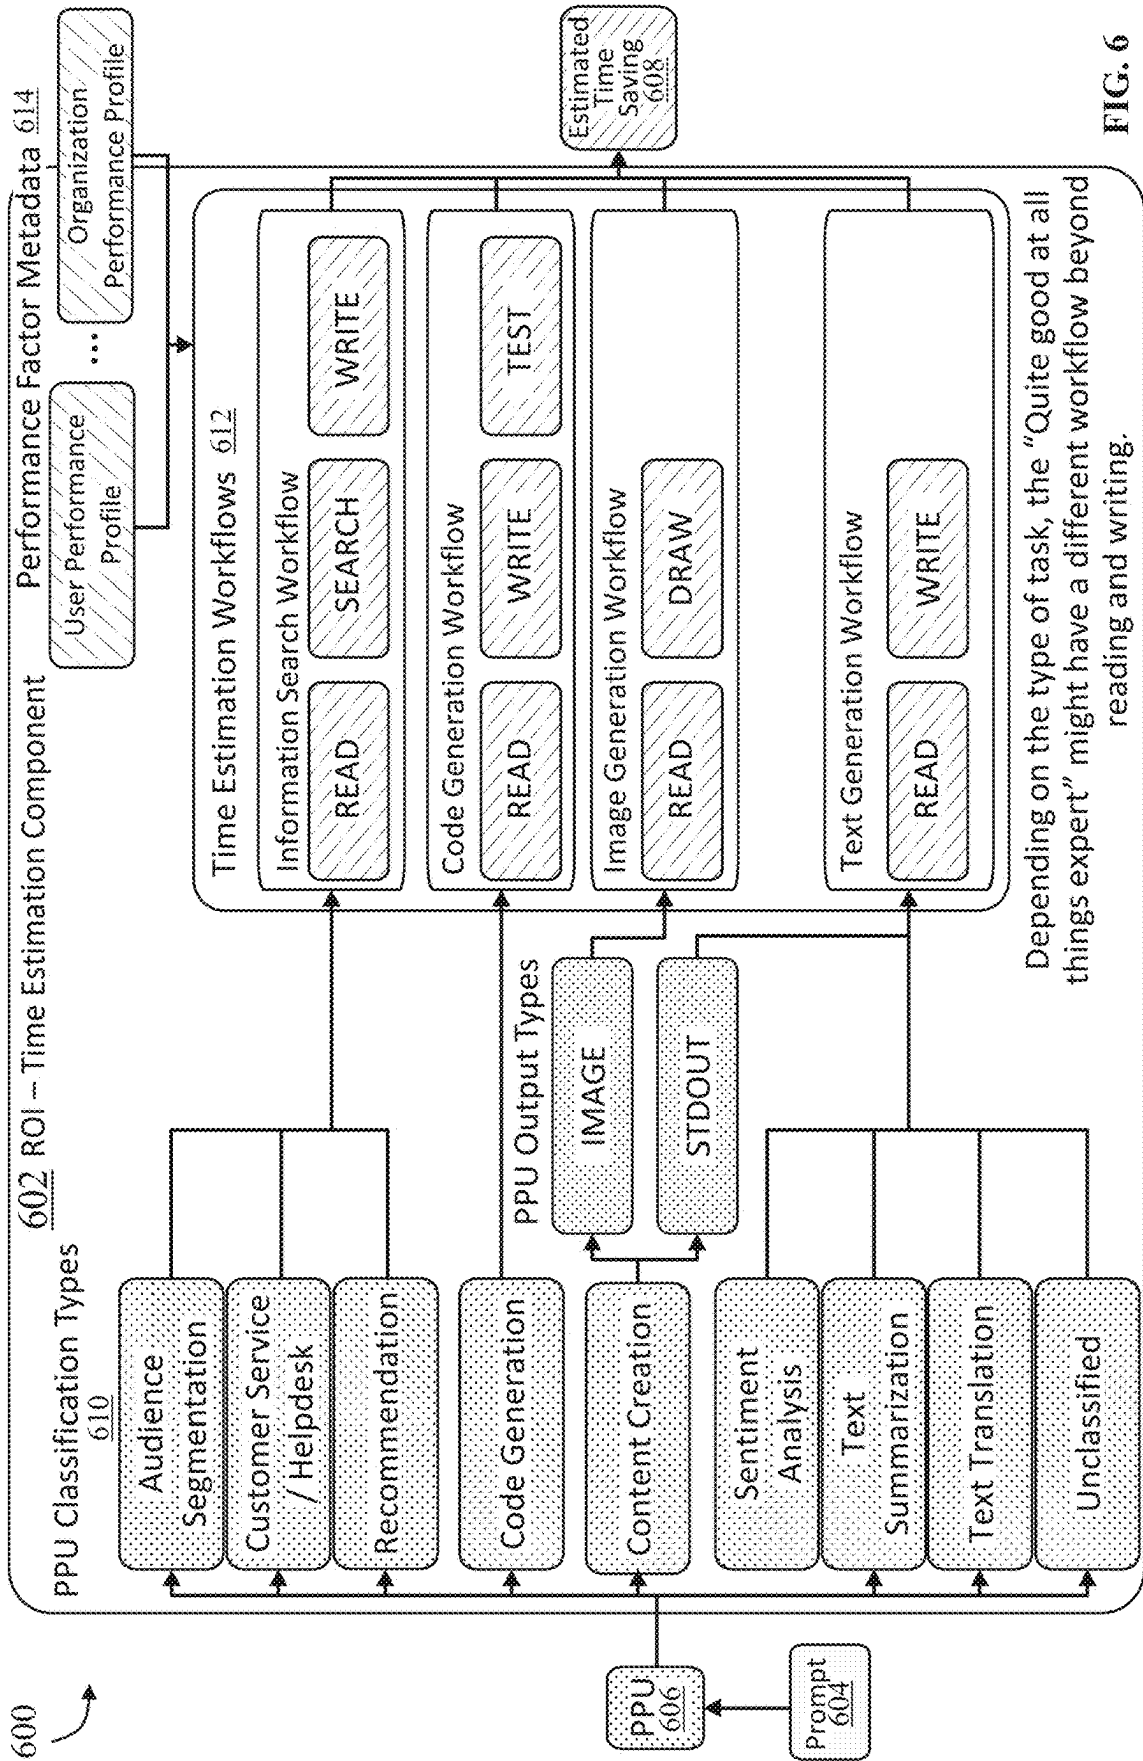 600
602 ROI – Time Estimation Component
Performance Factor Metadata 614
User Performance
Profile
...
Organization
Performance Profile
PPU Classification Types
610
Prompt
604
PPU
606
Audience
Segmentation
Customer Service
/ Helpdesk
Recommendation
Code Generation
Content Creation
Sentiment
Analysis
Text
Summarization
Text Translation
Unclassified
PPU Output Types
IMAGE
STDOUT
Time Estimation Workflows 612
Information Search Workflow
READ
SEARCH
WRITE
Code Generation Workflow
READ
WRITE
TEST
Image Generation Workflow
READ
DRAW
Text Generation Workflow
READ
WRITE
Estimated
Time
Saving
608
Depending on the type of task, the “Quite good at all
things expert” might have a different workflow beyond
reading and writing.
FIG. 6